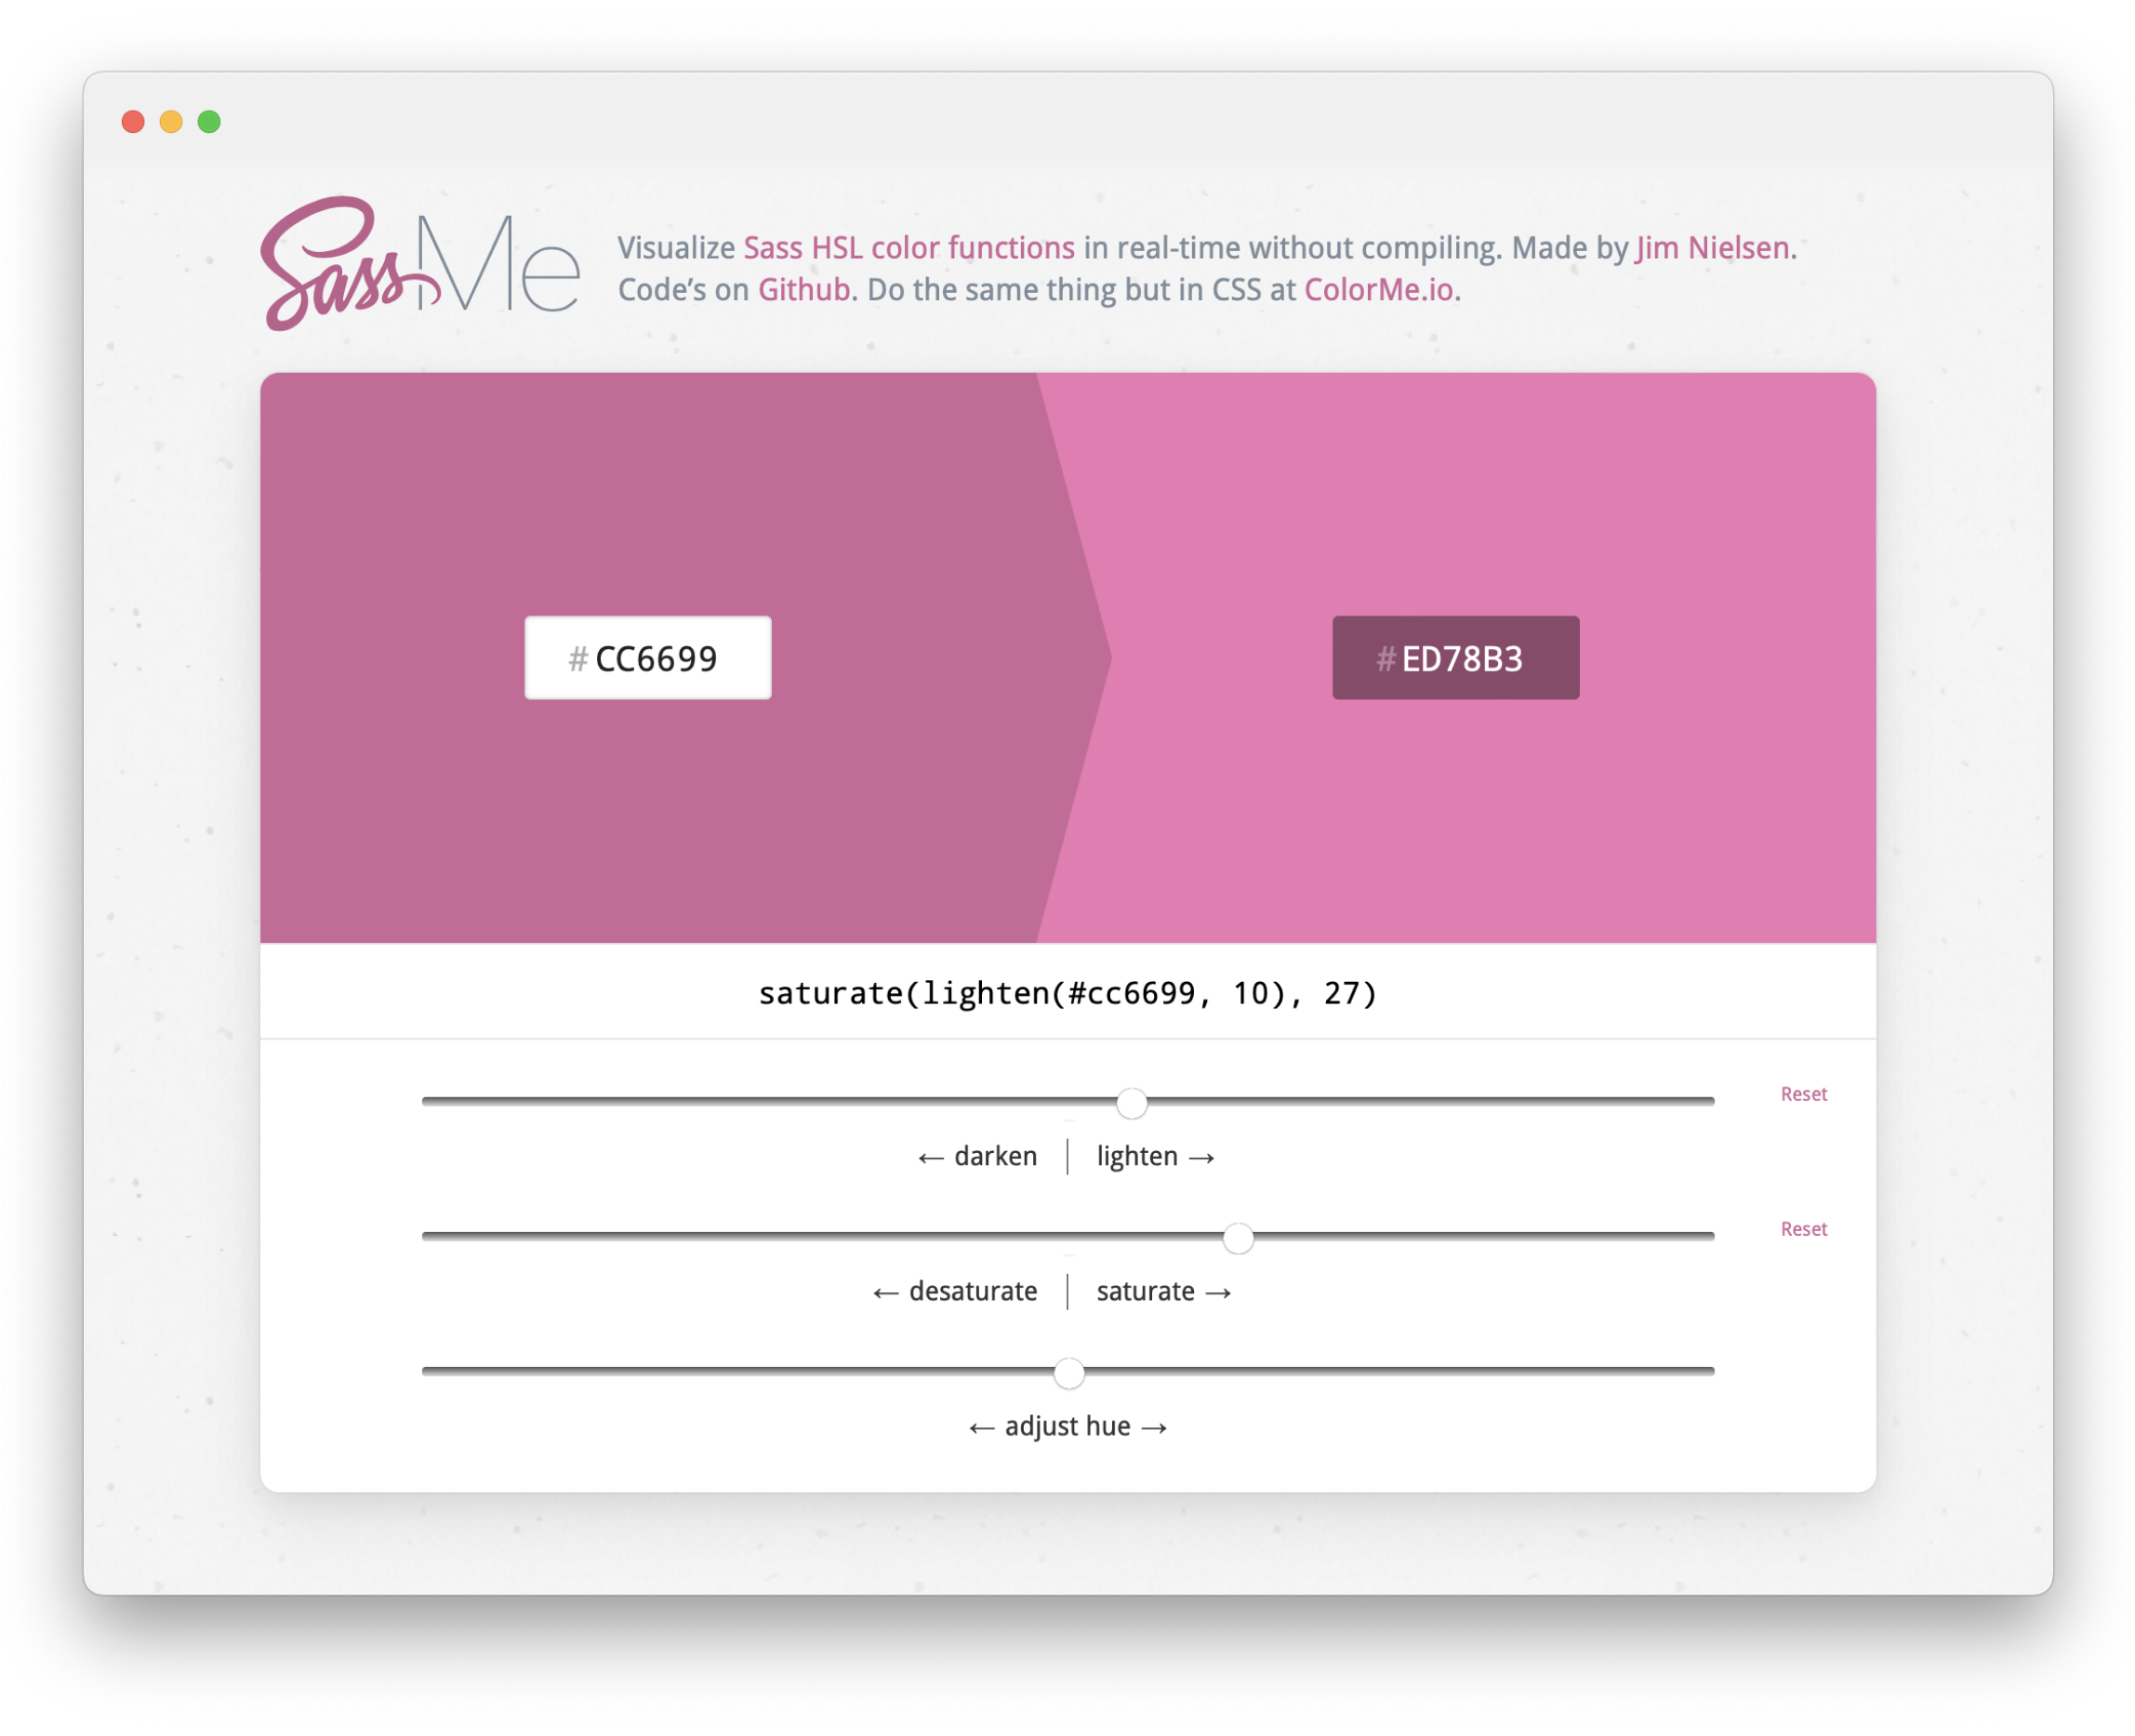 SassMe
Visualize Sass HSL color functions in real-time without compiling. Made by Jim Nielsen.
Code’s on Github. Do the same thing but in CSS at ColorMe.io.
#CC6699
#ED78B3
saturate(lighten(#cc6699, 10), 27)
Reset
← darken | lighten →
Reset
← desaturate | saturate →
← adjust hue →